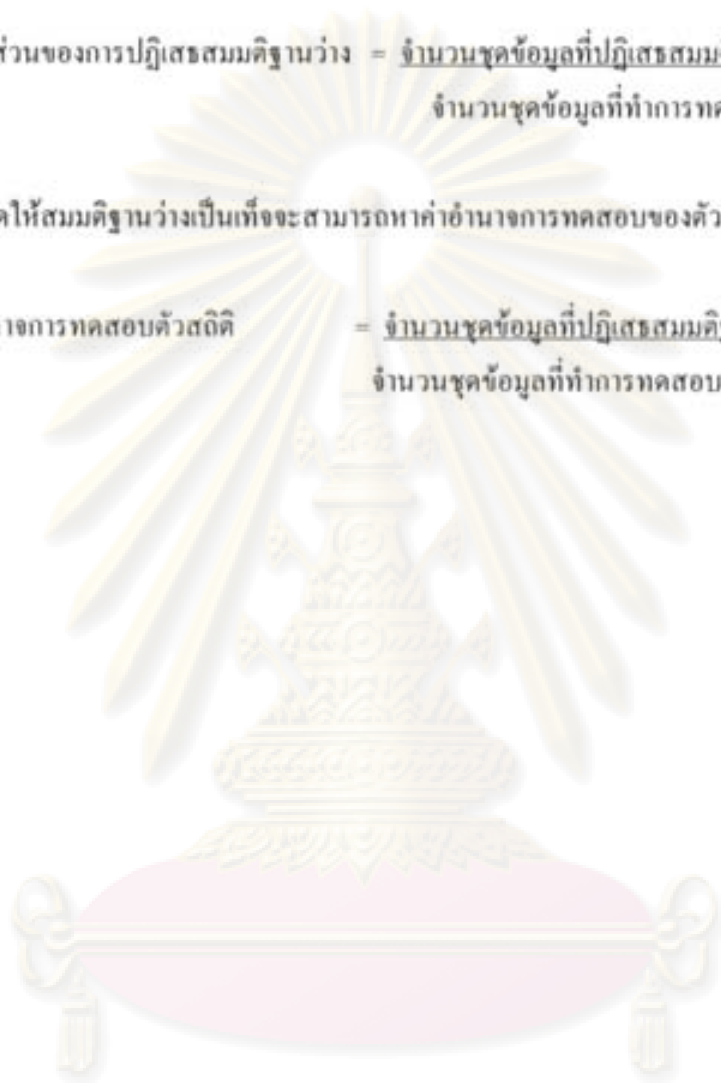 ส่วนของการปฏิเสธสมมติฐานว่าง = จำนวนชุดข้อมูลที่ปฏิเสธสมม
จำนวนชุดข้อมูลที่ทำการทด
ให้สมมติฐานว่างเป็นเท็จจะสามารถหาค่าอำนาจการทดสอบของตัว
าจการทดสอบตัวสถิติ = จำนวนชุดข้อมูลที่ปฏิเสธสมมติฐ
จำนวนชุดข้อมูลที่ทำการทดสอบ